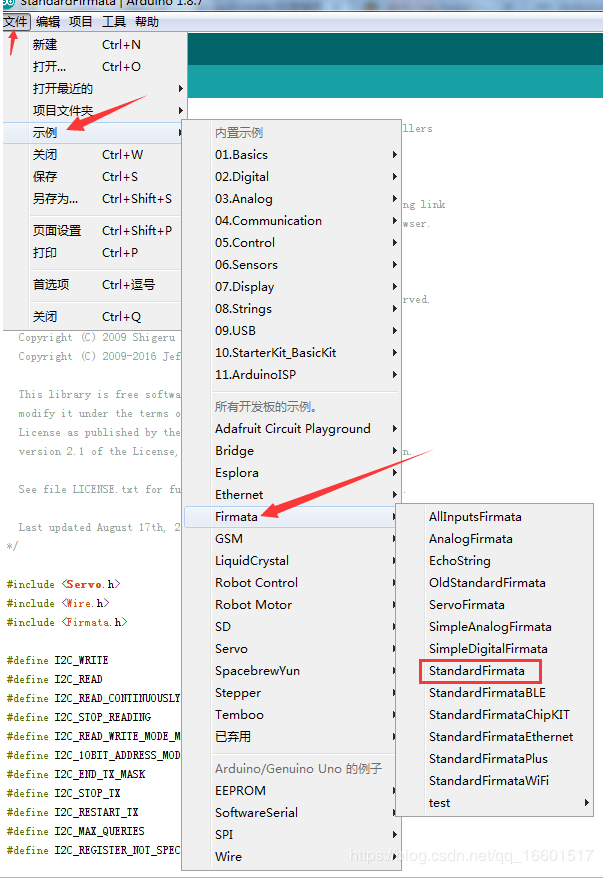 StandardFirmata | Arduino 1.8.7
文件 编辑 项目 工具 帮助
新建 Ctrl+N
打开... Ctrl+O
打开最近的
项目文件夹
示例
关闭 Ctrl+W
保存 Ctrl+S
另存为... Ctrl+Shift+S
页面设置 Ctrl+Shift+P
打印 Ctrl+P
首选项 Ctrl+逗号
关闭 Ctrl+Q
内置示例
01.Basics
02.Digital
03.Analog
04.Communication
05.Control
06.Sensors
07.Display
08.Strings
09.USB
10.StarterKit_BasicKit
11.ArduinoISP
所有开发板的示例。
Adafruit Circuit Playground
Bridge
Esplora
Ethernet
Firmata
GSM
LiquidCrystal
Robot Control
Robot Motor
SD
Servo
SpacebrewYun
Stepper
Temboo
已弃用
Arduino/Genuino Uno 的例子
EEPROM
SoftwareSerial
SPI
Wire
AllInputsFirmata
AnalogFirmata
EchoString
OldStandardFirmata
ServoFirmata
SimpleAnalogFirmata
SimpleDigitalFirmata
StandardFirmata
StandardFirmataBLE
StandardFirmataChipKIT
StandardFirmataEthernet
StandardFirmataPlus
StandardFirmataWiFi
test
llers
ng link
wser.
rved.
Copyright (C) 2009 Shigeru
Copyright (C) 2009-2016 Jef
This library is free softwa
modify it under the terms o
License as published by the
version 2.1 of the License,
n.
See file LICENSE.txt for fu
Last updated August 17th, 2
*/
#include <Servo.h>
#include <Wire.h>
#include <Firmata.h>
#define I2C_WRITE
#define I2C_READ
#define I2C_READ_CONTINUOUSLY
#define I2C_STOP_READING
#define I2C_READ_WRITE_MODE_M
#define I2C_10BIT_ADDRESS_MOD
#define I2C_END_TX_MASK
#define I2C_STOP_TX
#define I2C_RESTART_TX
#define I2C_MAX_QUERIES
#define I2C_REGISTER_NOT_SPEC
https://blog.csdn.net/qq_16601517